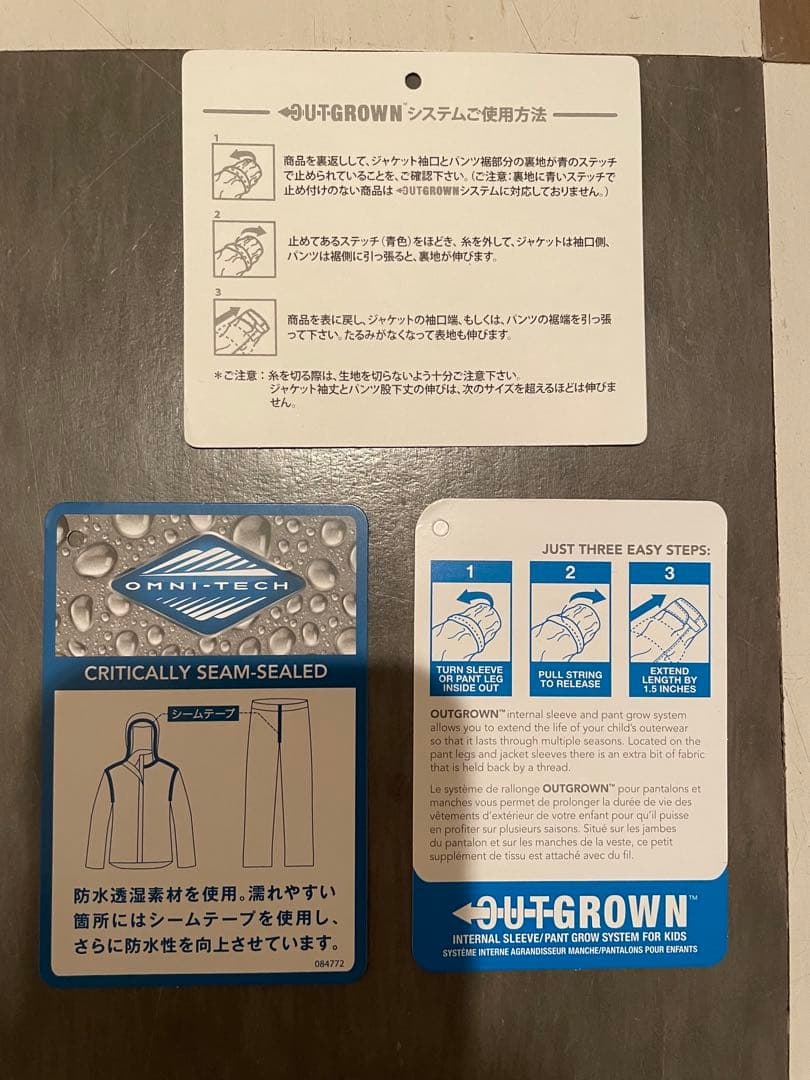 OUTGROWN™システムご使用方法
1
商品を裏返しして、ジャケット袖口とパンツ裾部分の裏地が青のステッチ
で止められていることを、ご確認下さい。(ご注意：裏地に青いステッチで
止め付けのない商品は OUTGROWNシステムに対応しておりません。)
2
止めてあるステッチ(青色)をほどき、糸を外して、ジャケットは袖口側、
パンツは裾側に引っ張ると、裏地が伸びます。
3
商品を表に戻し、ジャケットの袖口端、もしくは、パンツの裾端を引っ張
って下さい。たるみがなくなって表地も伸びます。
＊ご注意：糸を切る際は、生地を切らないよう十分ご注意下さい。
ジャケット袖丈とパンツ股下丈の伸びは、次のサイズを超えるほどは伸びま
せん。
OMNI-TECH
CRITICALLY SEAM-SEALED
シームテープ
防水透湿素材を使用。濡れやすい
箇所にはシームテープを使用し、
さらに防水性を向上させています。
084772
JUST THREE EASY STEPS:
1
TURN SLEEVE
OR PANT LEG
INSIDE OUT
2
PULL STRING
TO RELEASE
3
EXTEND
LENGTH BY
1.5 INCHES
OUTGROWN™ internal sleeve and pant grow system
allows you to extend the life of your child's outerwear
so that it lasts through multiple seasons. Located on the
pant legs and jacket sleeves there is an extra bit of fabric
that is held back by a thread.
Le système de rallonge OUTGROWN™ pour pantalons et
manches vous permet de prolonger la durée de vie des
vêtements d'extérieur de votre enfant pour qu'il puisse
en profiter sur plusieurs saisons. Situé sur les jambes
du pantalon et sur les manches de la veste, ce petit
supplément de tissu est attaché avec du fil.
OUTGROWN™
INTERNAL SLEEVE/PANT GROW SYSTEM FOR KIDS
SYSTÈME INTERNE AGRANDISSEUR MANCHE/PANTALONS POUR ENFANTS